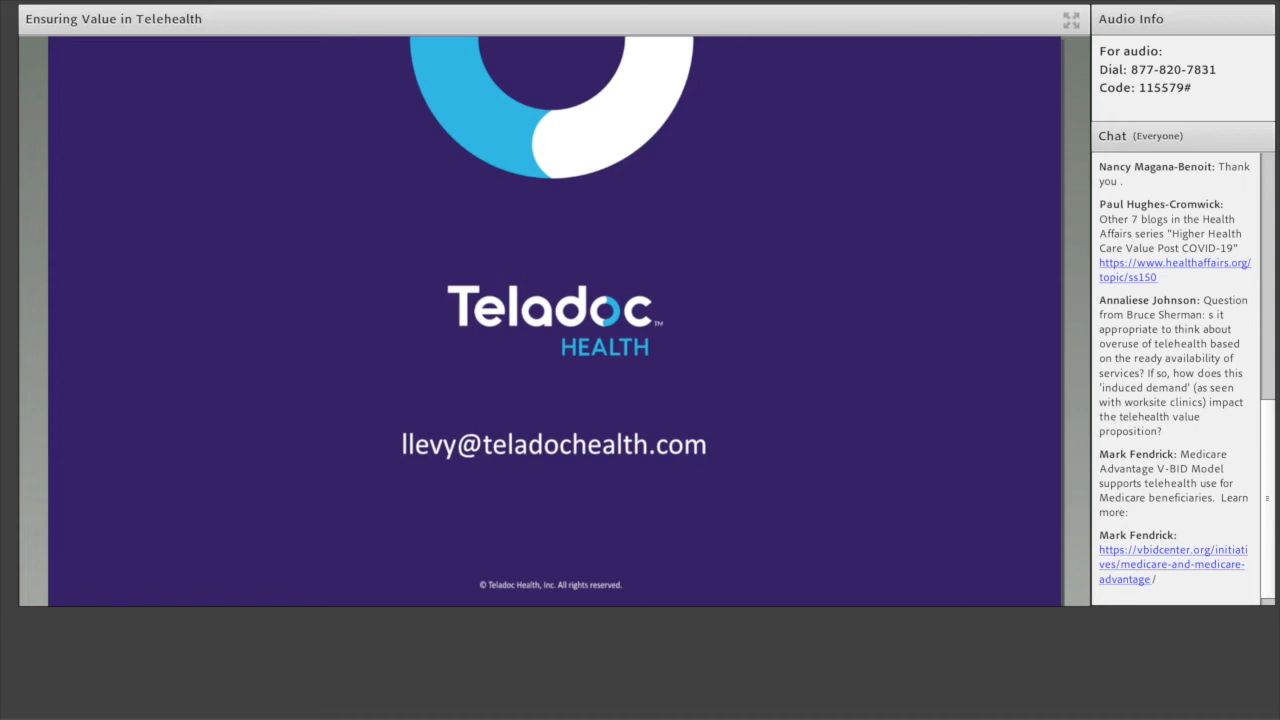 Ensuring Value in Telehealth
Teladoc™
HEALTH
llevy@teladochealth.com
© Teladoc Health, Inc. All rights reserved.
Audio Info
For audio:
Dial: 877-820-7831
Code: 115579#
Chat (Everyone)
Nancy Magana-Benoit: Thank
you .
Paul Hughes-Cromwick:
Other 7 blogs in the Health
Affairs series "Higher Health
Care Value Post COVID-19"
https://www.healthaffairs.org/
topic/ss150
Annaliese Johnson: Question
from Bruce Sherman: s it
appropriate to think about
overuse of telehealth based
on the ready availability of
services? If so, how does this
'induced demand' (as seen
with worksite clinics) impact
the telehealth value
proposition?
Mark Fendrick: Medicare
Advantage V-BID Model
supports telehealth use for
Medicare beneficiaries. Learn
more:
Mark Fendrick:
https://vbidcenter.org/initiati
ves/medicare-and-medicare-
advantage/